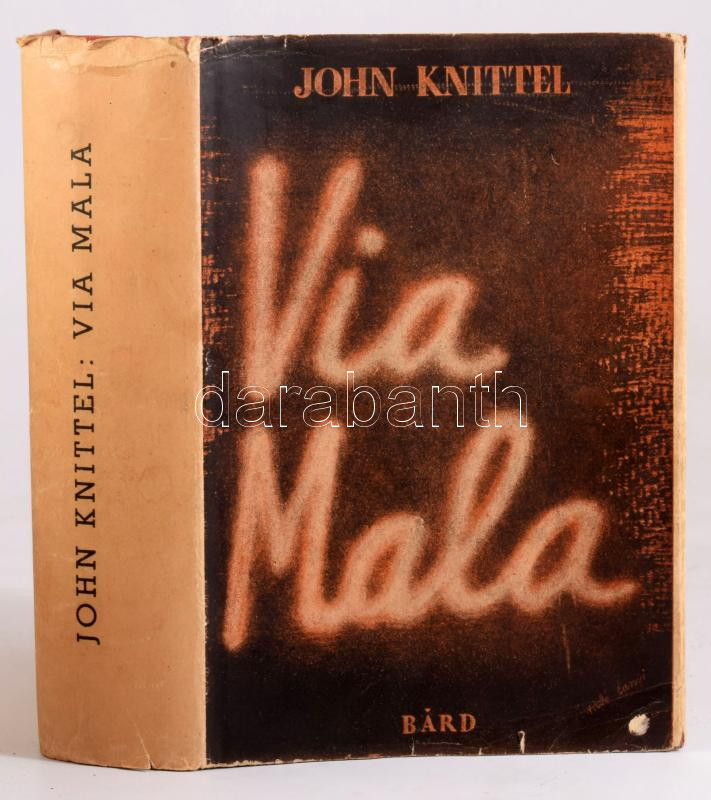 JOHN KNITTEL: VIA MALA
JOHN KNITTEL
Via
Mala
BÁRD
darabanth